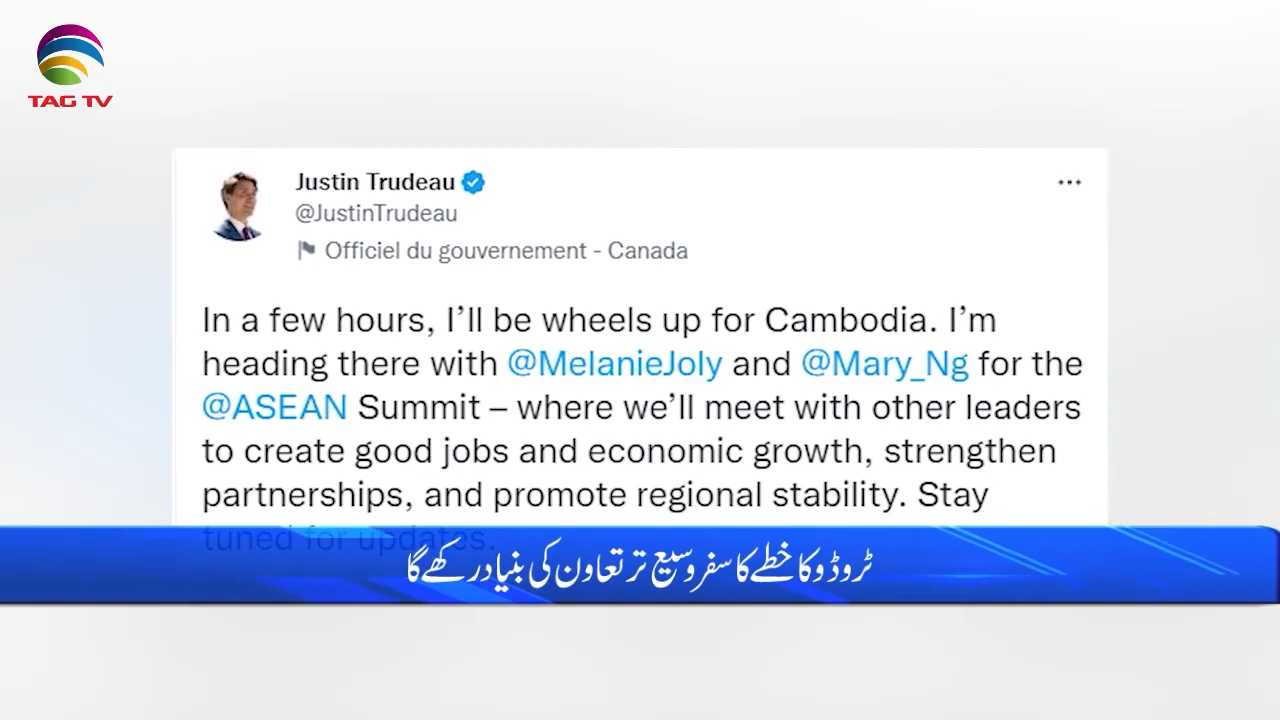 TAG TV
Justin Trudeau
@JustinTrudeau
Officiel du gouvernement - Canada
In a few hours, I’ll be wheels up for Cambodia. I’m
heading there with @MelanieJoly and @Mary_Ng for the
@ASEAN Summit – where we’ll meet with other leaders
to create good jobs and economic growth, strengthen
partnerships, and promote regional stability. Stay
tuned for updates.
ٹروڈو کا خطے کا سفر وسیع تر تعاون کی بنیاد رکھے گا